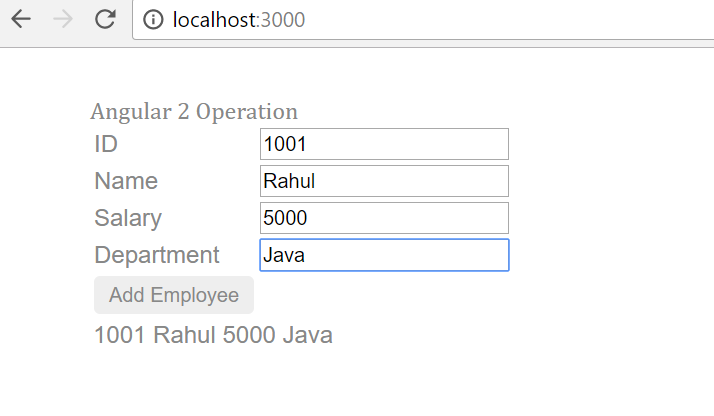 localhost:3000
Angular 2 Operation
ID 1001
Name Rahul
Salary 5000
Department Java
Add Employee
1001 Rahul 5000 Java